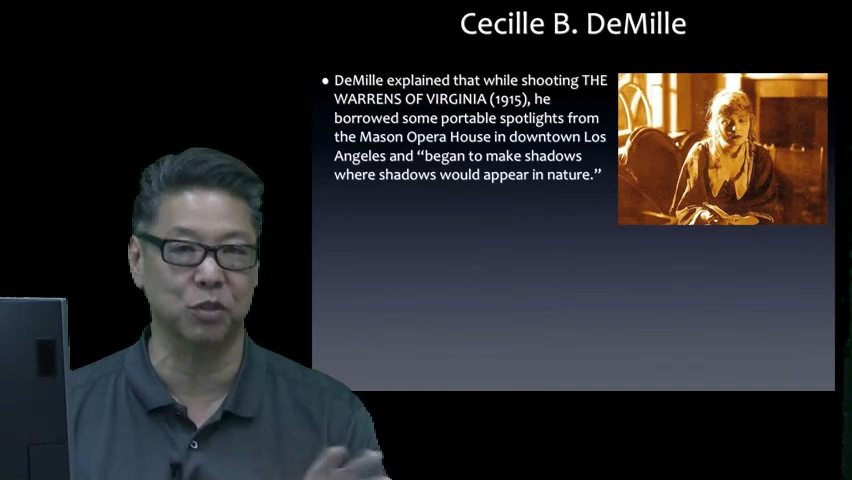 Cecille B. DeMille
• DeMille explained that while shooting THE
WARRENS OF VIRGINIA (1915), he
borrowed some portable spotlights from
the Mason Opera House in downtown Los
Angeles and “began to make shadows
where shadows would appear in nature.”